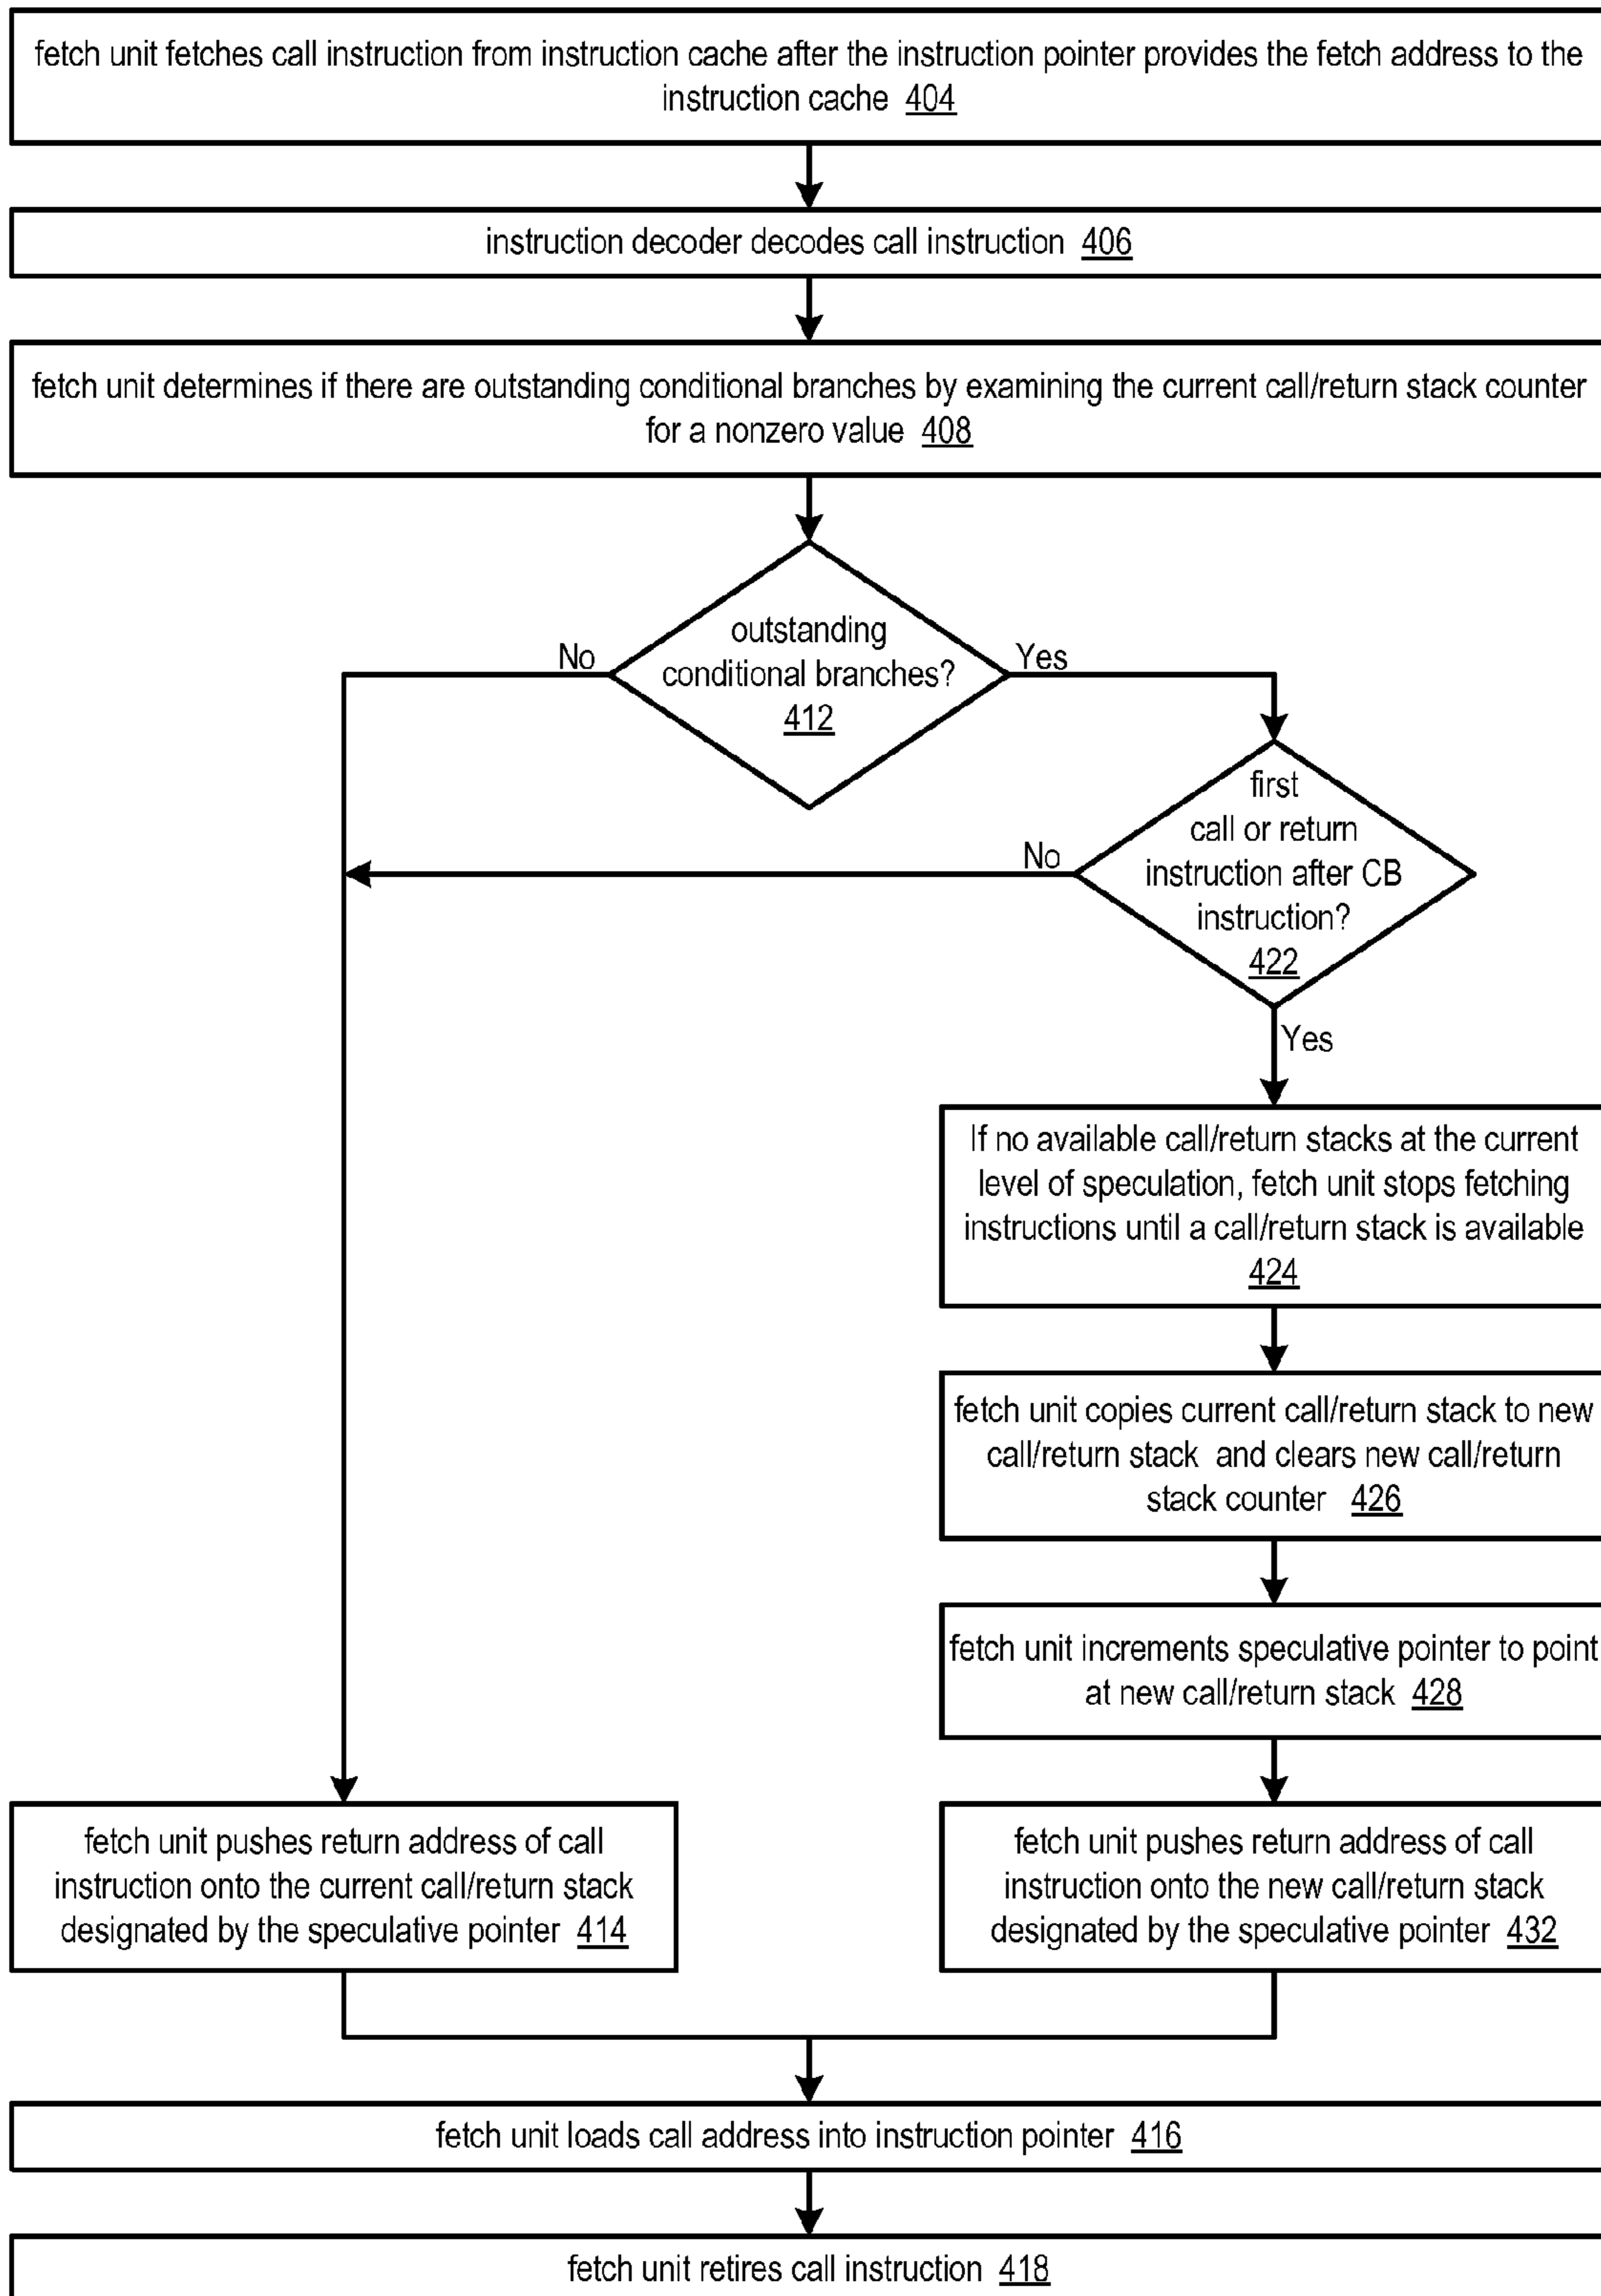 fetch unit fetches call instruction from instruction cache after the instruction pointer provides the fetch address to the
instruction cache 404
instruction decoder decodes call instruction 406
fetch unit determines if there are outstanding conditional branches by examining the current call/return stack counter
for a nonzero value 408
outstanding
conditional branches?
412
No
Yes
first
call or return
instruction after CB
instruction?
422
No
Yes
If no available call/return stacks at the current
level of speculation, fetch unit stops fetching
instructions until a call/return stack is available
424
fetch unit copies current call/return stack to new
call/return stack and clears new call/return
stack counter 426
fetch unit increments speculative pointer to point
at new call/return stack 428
fetch unit pushes return address of call
instruction onto the current call/return stack
designated by the speculative pointer 414
fetch unit pushes return address of call
instruction onto the new call/return stack
designated by the speculative pointer 432
fetch unit loads call address into instruction pointer 416
fetch unit retires call instruction 418